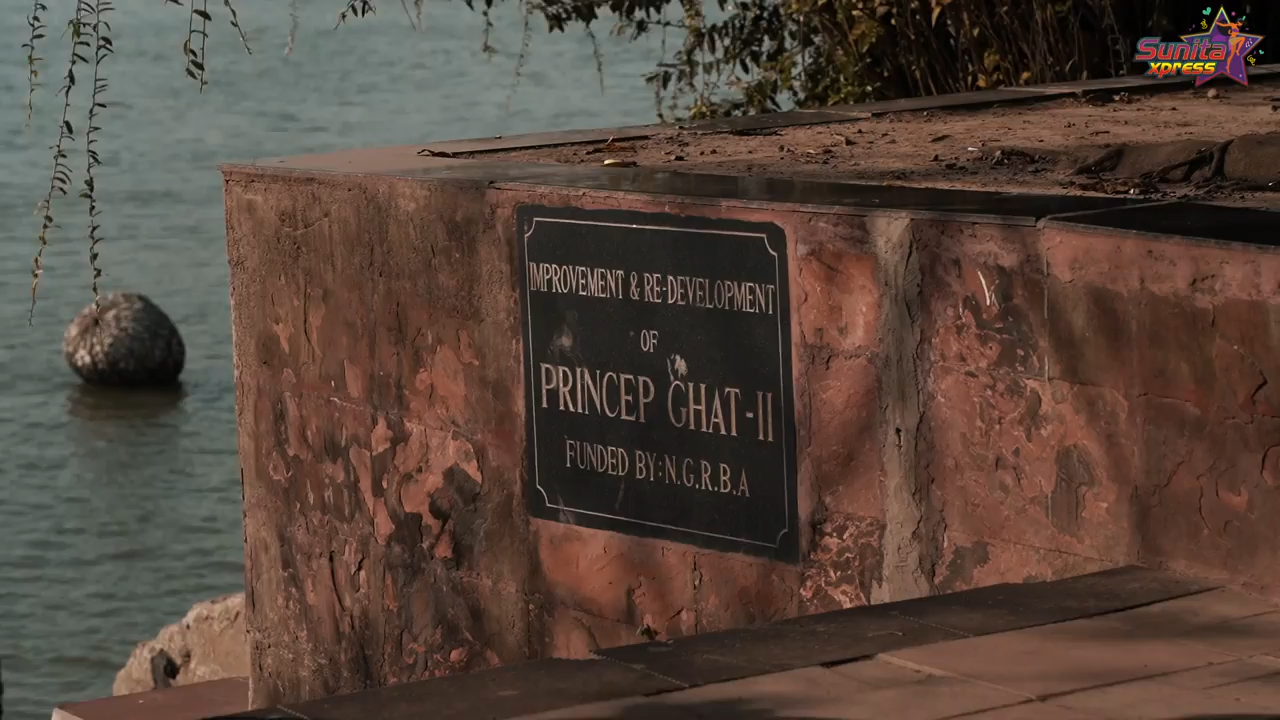 Sunita
xpress
IMPROVEMENT & RE-DEVELOPMENT
OF
PRINCEP GHAT-II
FUNDED BY:N.G.R.B.A